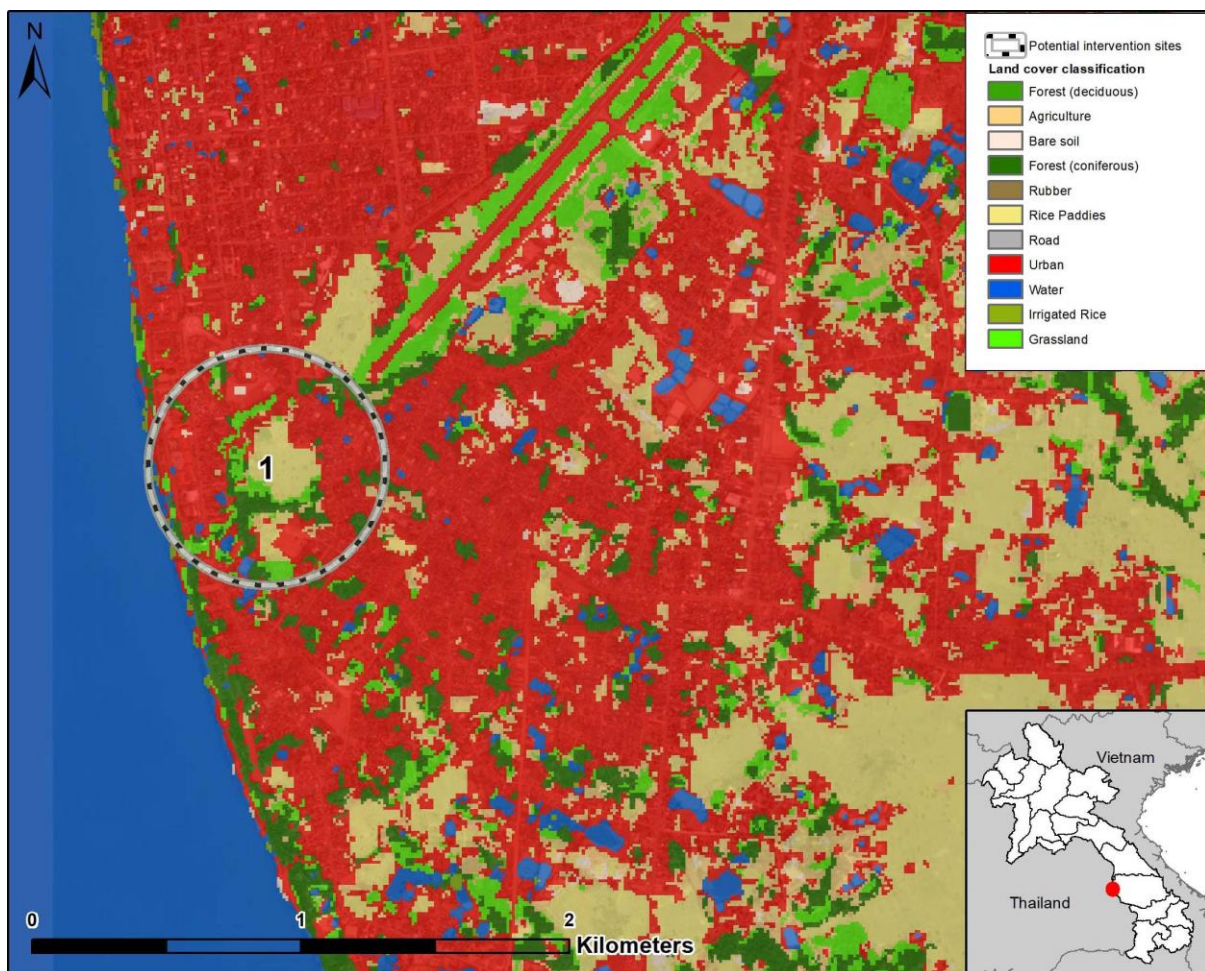 N
Potential intervention sites
Land cover classification
Forest (deciduous)
Agriculture
Bare soil
Forest (coniferous)
Rubber
Rice Paddies
Road
Urban
Water
Irrigated Rice
Grassland
1
0 1 2
Kilometers
Vietnam
Thailand